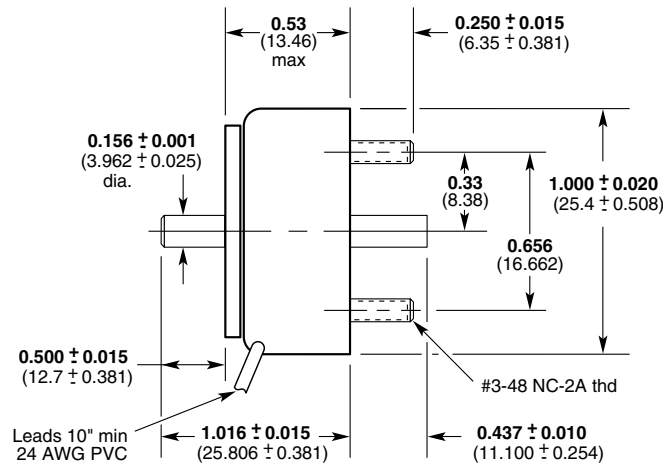 0.53
(13.46)
max
0.250 ± 0.015
(6.35 ± 0.381)
0.156 ± 0.001
(3.962 ± 0.025)
dia.
0.33
(8.38)
1.000 ± 0.020
(25.4 ± 0.508)
0.656
(16.662)
0.500 ± 0.015
(12.7 ± 0.381)
#3-48 NC-2A thd
Leads 10" min
24 AWG PVC
1.016 ± 0.015
(25.806 ± 0.381)
0.437 ± 0.010
(11.100 ± 0.254)